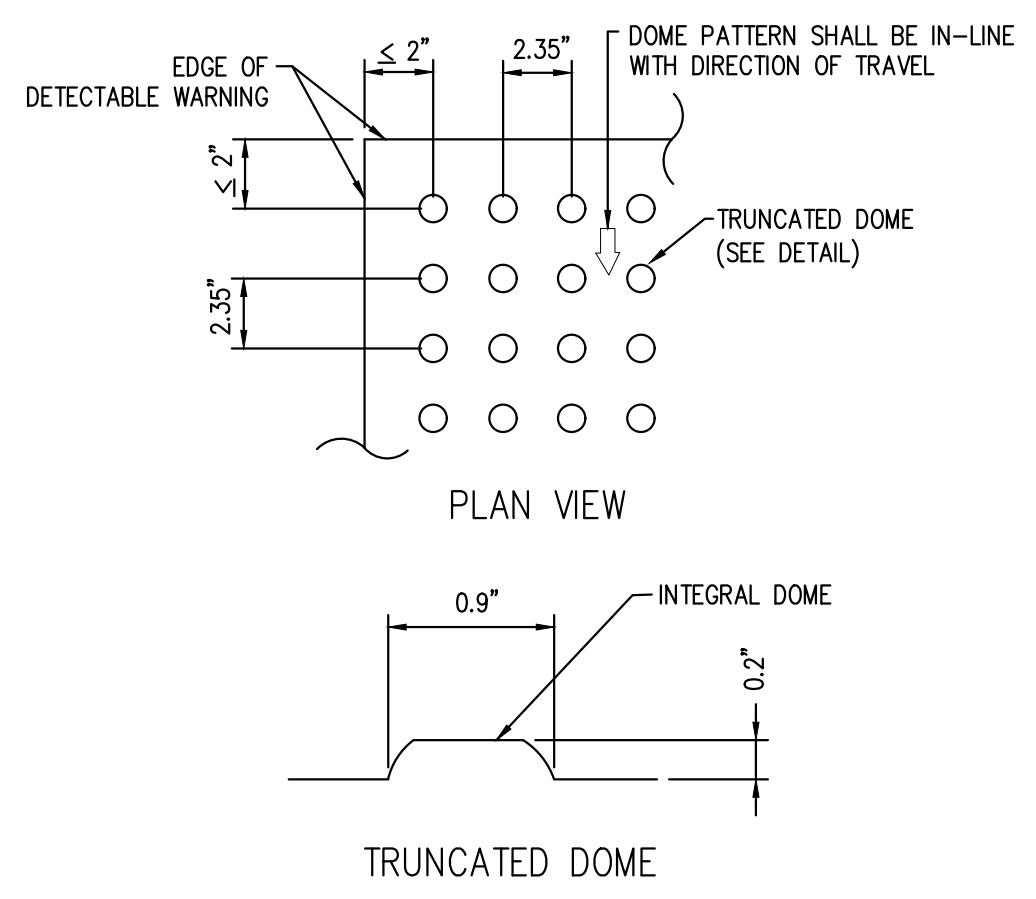 ≤ 2"
2.35"
DOME PATTERN SHALL BE IN-LINE
WITH DIRECTION OF TRAVEL
EDGE OF
DETECTABLE WARNING
≤ 2"
TRUNCATED DOME
(SEE DETAIL)
2.35"
PLAN VIEW
0.9"
INTEGRAL DOME
0.2"
TRUNCATED DOME